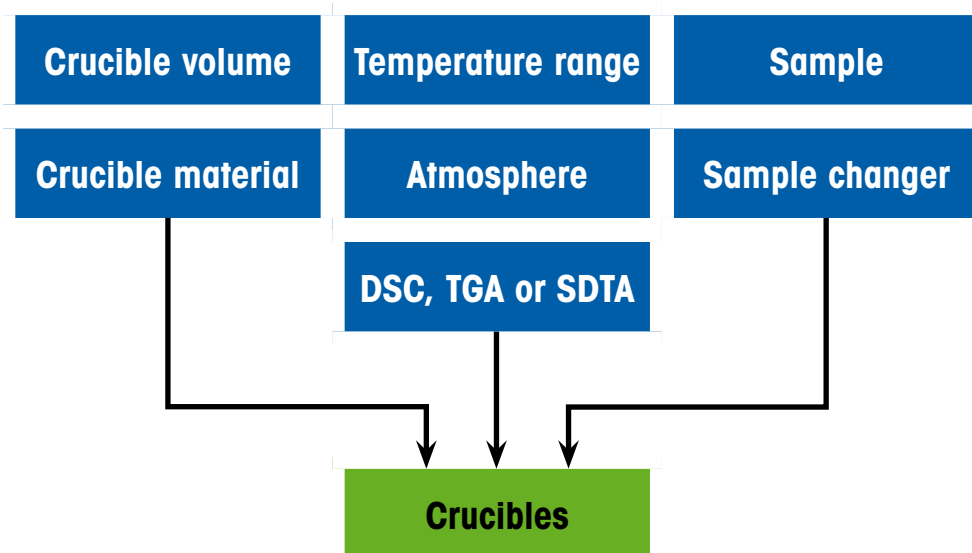 Crucible volume
Temperature range
Sample
Crucible material
Atmosphere
Sample changer
DSC, TGA or SDTA
Crucibles